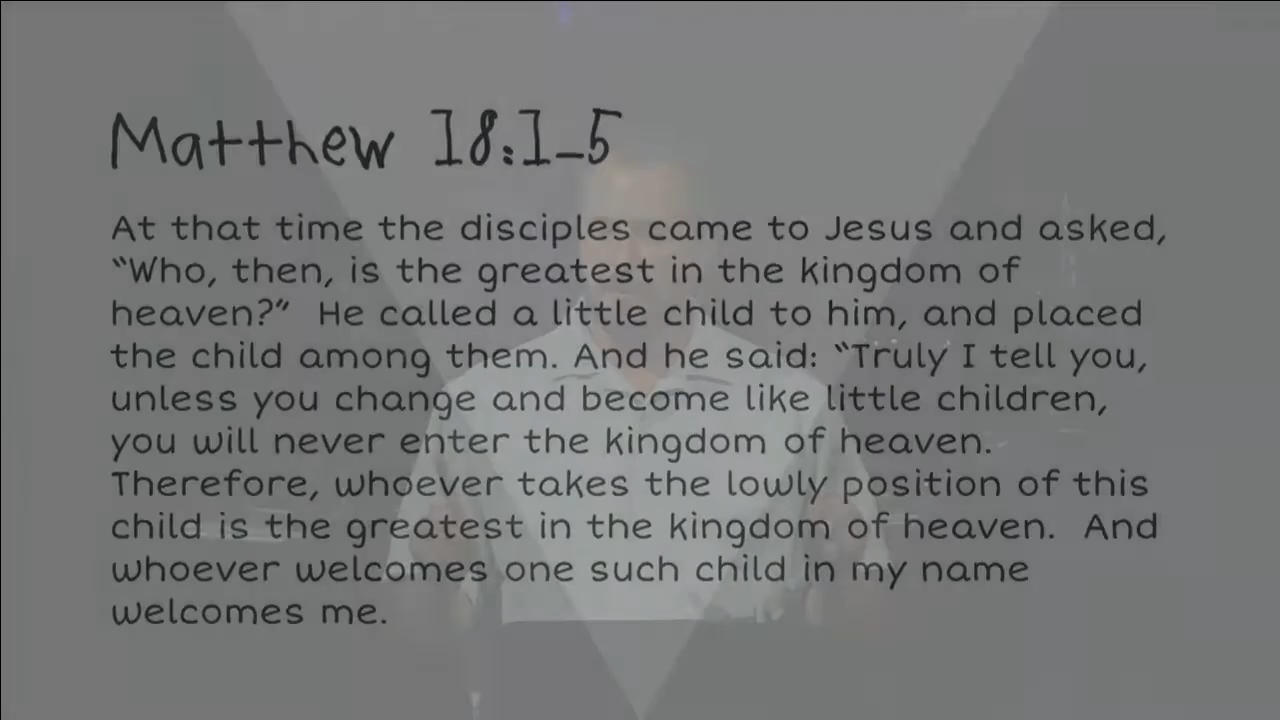 Matthew 18:1-5
At that time the disciples came to Jesus and asked,
“Who, then, is the greatest in the kingdom of
heaven?”  He called a little child to him, and placed
the child among them. And he said: “Truly I tell you,
unless you change and become like little children,
you will never enter the kingdom of heaven.
Therefore, whoever takes the lowly position of this
child is the greatest in the kingdom of heaven.  And
whoever welcomes one such child in my name
welcomes me.